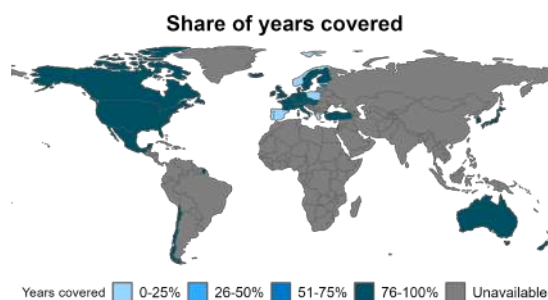 Share of years covered
Years covered 0-25% 26-50% 51-75% 76-100% Unavailable